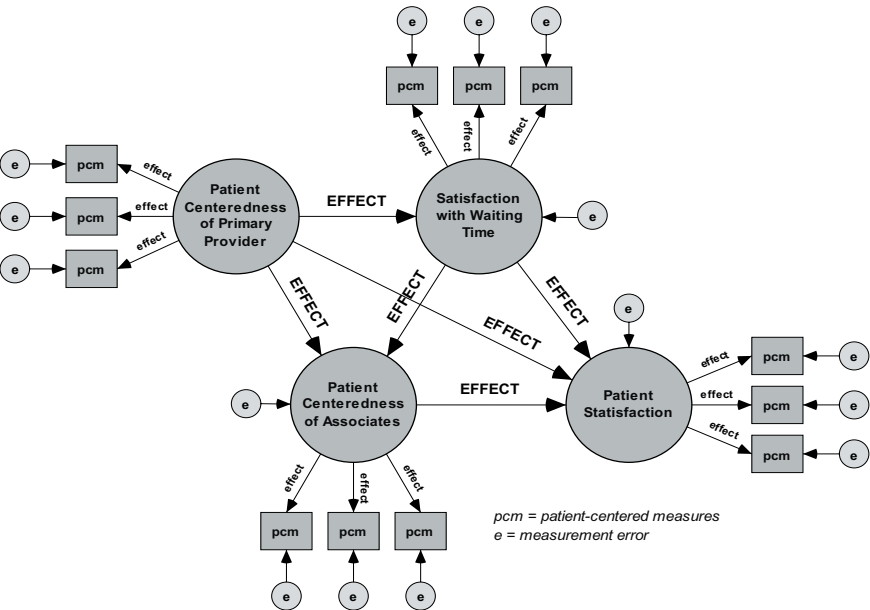 e e e
pcm pcm pcm
effect effect effect
e pcm effect
e pcm effect
e pcm effect
Patient
Centeredness
of Primary
Provider
EFFECT
Satisfaction
with Waiting
Time
e
EFFECT
EFFECT
EFFECT
EFFECT
e
e
Patient
Centeredness
of Associates
EFFECT
Patient
Statisfaction
effect pcm e
effect pcm e
effect pcm e
effect effect effect
pcm pcm pcm
e e e
pcm = patient-centered measures
e = measurement error